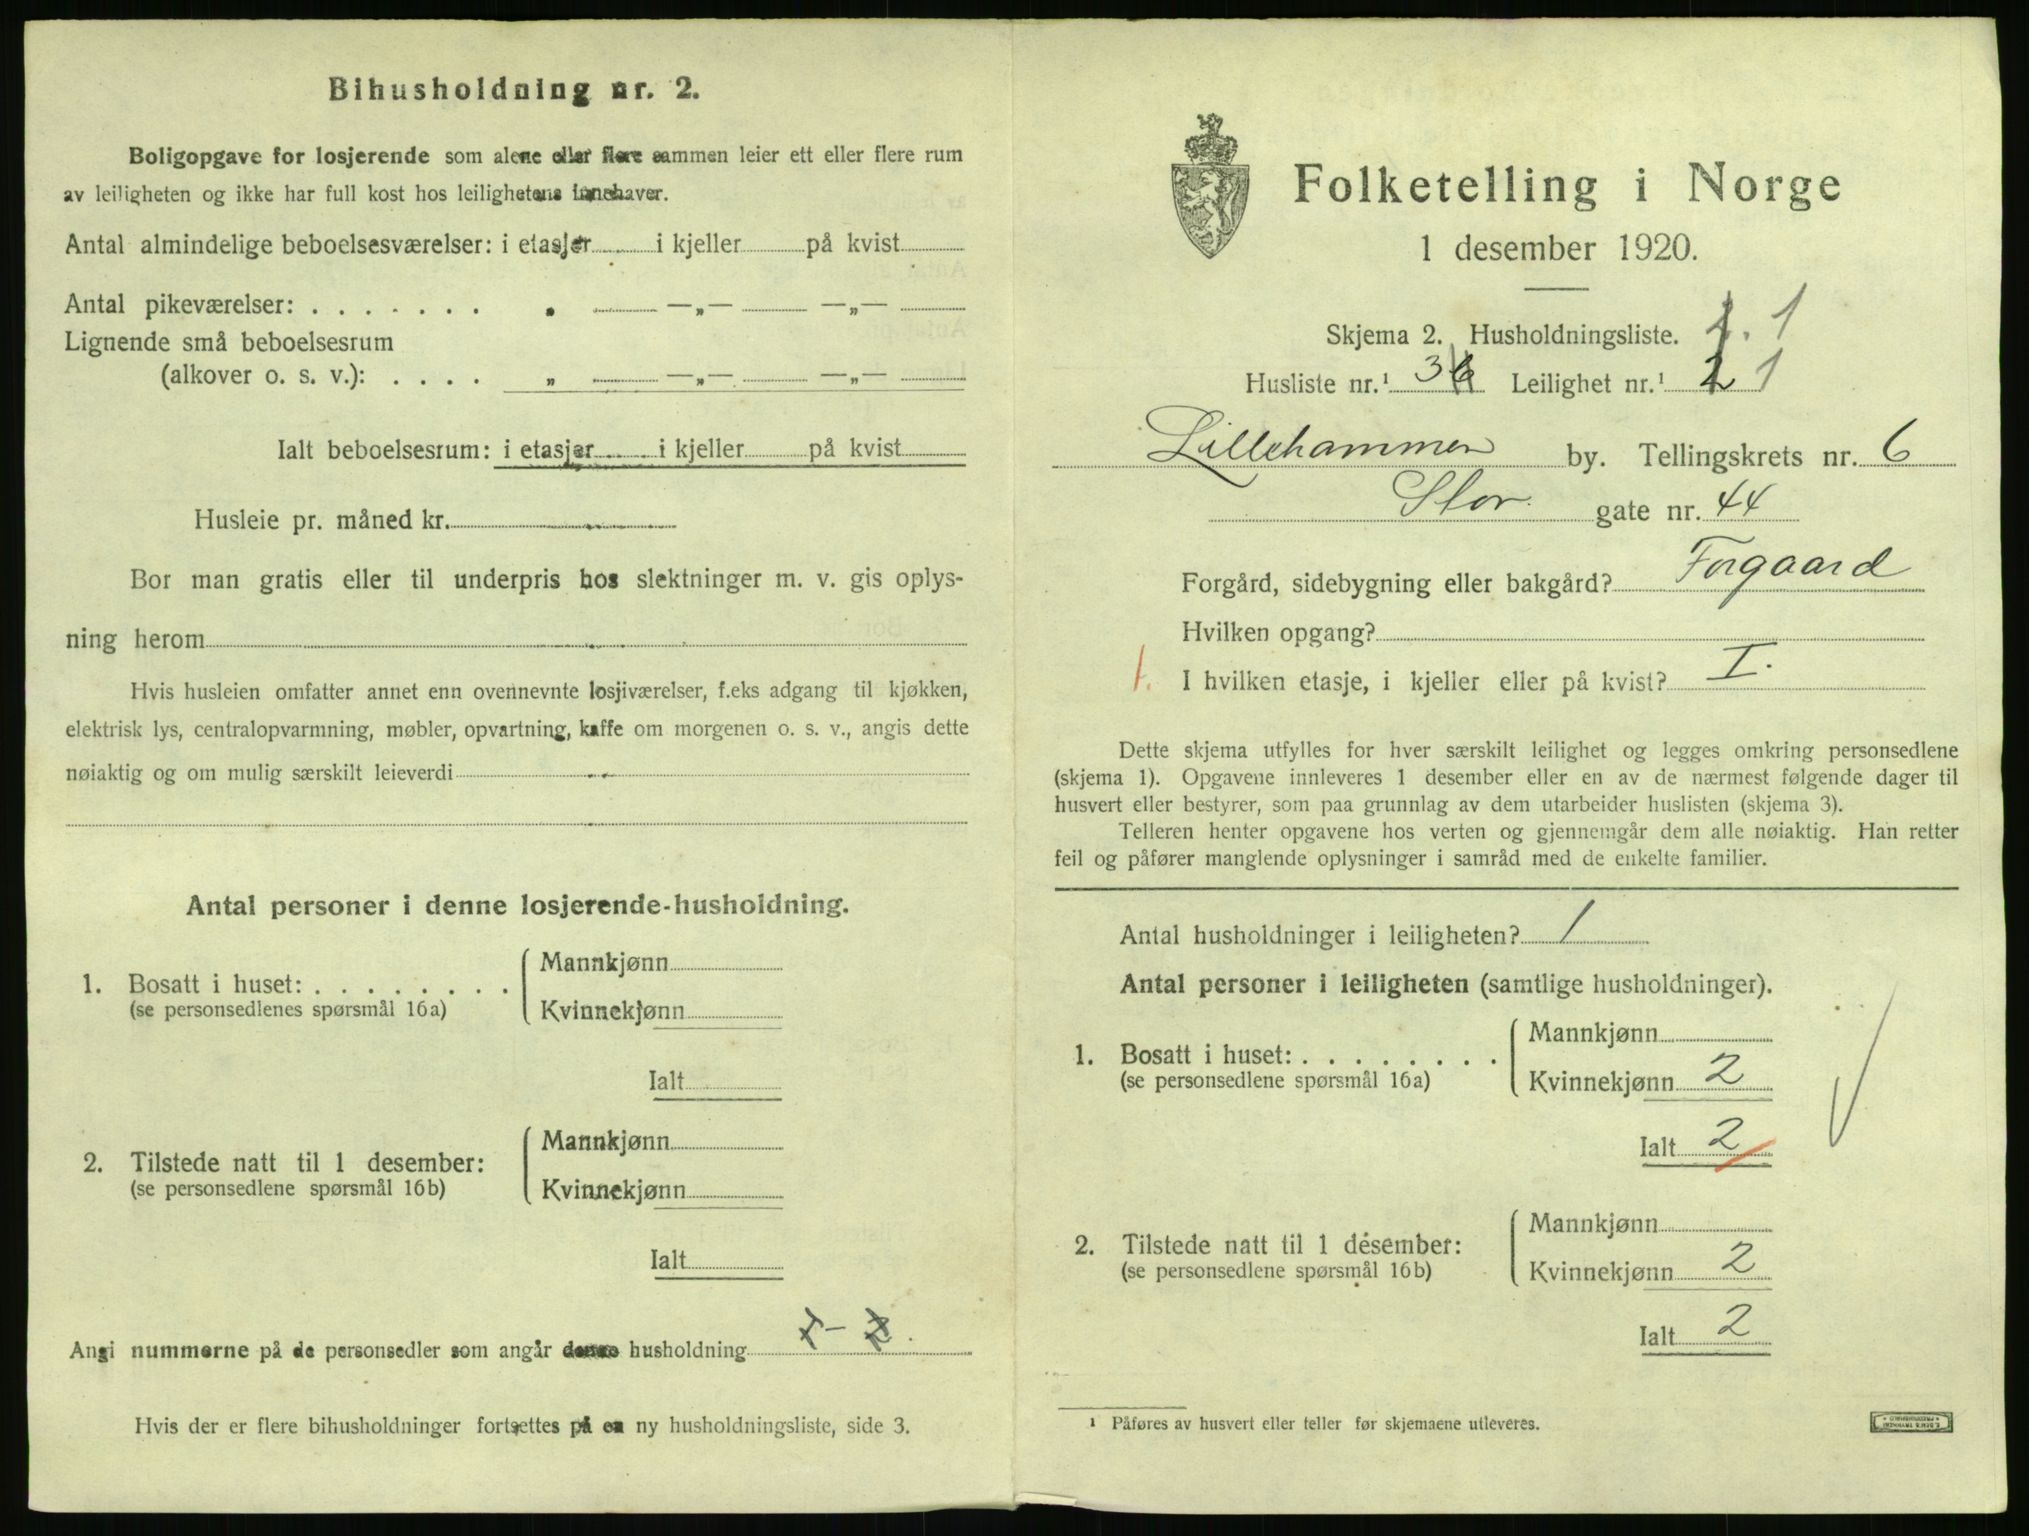 Bihusholdning nr. 2.
Boligopgave for losjerende som alene eller flere sammen leier ett eller flere rum
av leiligheten og ikke har full kost hos leilighetens innehaver.
Antal almindelige beboelsesværelser: i etasjer i kjeller på kvist
Antal pikeværelser: . . . . . . . „ —„— —„—
Lignende små beboelsesrum
(alkover o. s. v.): . . . . „ —„— —„—
Ialt beboelsesrum: i etasjer i kjeller på kvist
Husleie pr. måned kr.
Bor man gratis eller til underpris hos slektninger m. v. gis oplys-
ning herom
Hvis husleien omfatter annet enn ovennevnte losjiværelser, f.eks adgang til kjøkken,
elektrisk lys, centralopvarmning, møbler, opvartning, kaffe om morgenen o. s. v., angis dette
nøiaktig og om mulig særskilt leieverdi
Antal personer i denne losjerende-husholdning.
1. Bosatt i huset: . . . . . . . . Mannkjønn
(se personsedlenes spørsmål 16a) Kvinnekjønn
Ialt
2. Tilstede natt til 1 desember: Mannkjønn
(se personsedlene spørsmål 16b) Kvinnekjønn
Ialt
Angi nummerne på de personsedler som angår denne husholdning
Hvis der er flere bihusholdninger fortsettes på en ny husholdningsliste, side 3.
Folketelling i Norge
1 desember 1920.
Skjema 2. Husholdningsliste. 1
Husliste nr.¹ 3 Leilighet nr.¹ 1
Lillehammer by. Tellingskrets nr. 6
Stor gate nr. 44
Forgård, sidebygning eller bakgård? Forgaard
Hvilken opgang?
1. I hvilken etasje, i kjeller eller på kvist? I.
Dette skjema utfylles for hver særskilt leilighet og legges omkring personsedlene
(skjema 1). Opgavene innleveres 1 desember eller en av de nærmest følgende dager til
husvert eller bestyrer, som paa grunnlag av dem utarbeider huslisten (skjema 3).
Telleren henter opgavene hos verten og gjennemgår dem alle nøiaktig. Han retter
feil og påfører manglende oplysninger i samråd med de enkelte familier.
Antal husholdninger i leiligheten? 1
Antal personer i leiligheten (samtlige husholdninger).
1. Bosatt i huset: . . . . . . . . Mannkjønn
(se personsedlene spørsmål 16a) Kvinnekjønn 2
Ialt 2
2. Tilstede natt til 1 desember: Mannkjønn
(se personsedlene spørsmål 16b) Kvinnekjønn 2
Ialt 2
¹ Påføres av husvert eller teller før skjemaene utleveres.